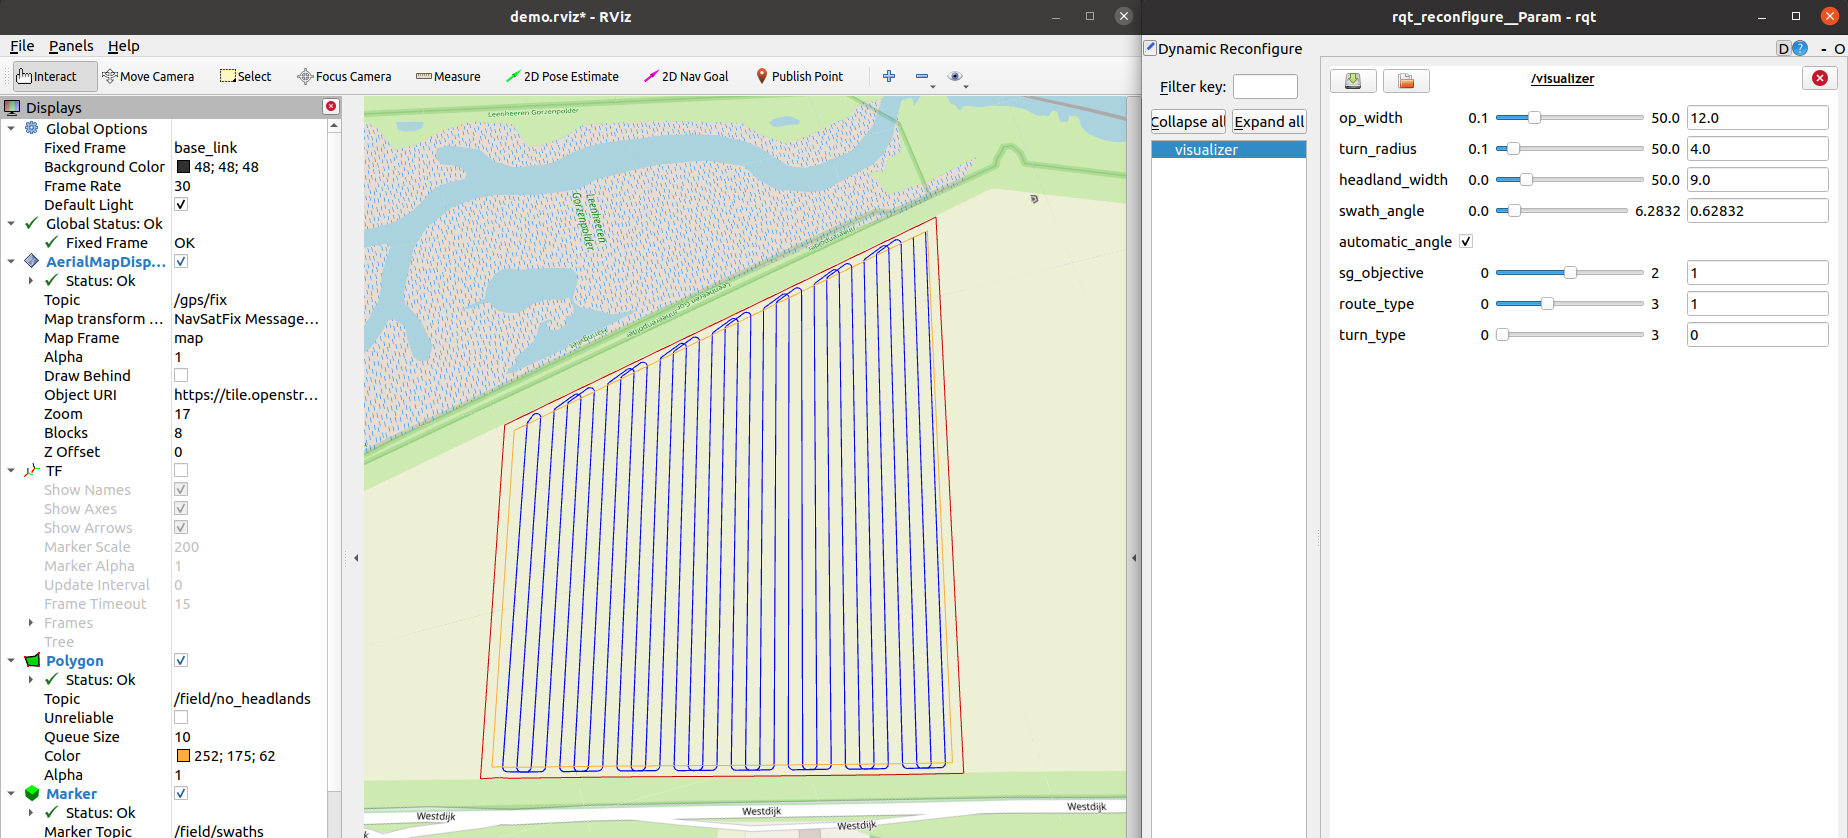 demo.rviz* - RViz
File Panels Help
Interact Move Camera Select Focus Camera Measure 2D Pose Estimate 2D Nav Goal Publish Point
Displays
Global Options
Fixed Frame base_link
Background Color 48; 48; 48
Frame Rate 30
Default Light
Global Status: Ok
Fixed Frame OK
AerialMapDisp...
Status: Ok
Topic /gps/fix
Map transform ... NavSatFix Message...
Map Frame map
Alpha 1
Draw Behind
Object URI https://tile.openstr...
Zoom 17
Blocks 8
Z Offset 0
TF
Show Names
Show Axes
Show Arrows
Marker Scale 200
Marker Alpha 1
Update Interval 0
Frame Timeout 15
Frames
Tree
Polygon
Status: Ok
Topic /field/no_headlands
Unreliable
Queue Size 10
Color 252; 175; 62
Alpha 1
Marker
Status: Ok
Marker Topic /field/swaths
Leenheeren Gorzenpolder
Leenheeren
Gorzenpolder
Leenheeren Gorzenpolder
Westdijk
Westdijk
Westdijk
Westdijk
rqt_reconfigure__Param - rqt
Dynamic Reconfigure D ? - O
Filter key:
Collapse all Expand all
visualizer
/visualizer
op_width 0.1 50.0 12.0
turn_radius 0.1 50.0 4.0
headland_width 0.0 50.0 9.0
swath_angle 0.0 6.2832 0.62832
automatic_angle
sg_objective 0 2 1
route_type 0 3 1
turn_type 0 3 0